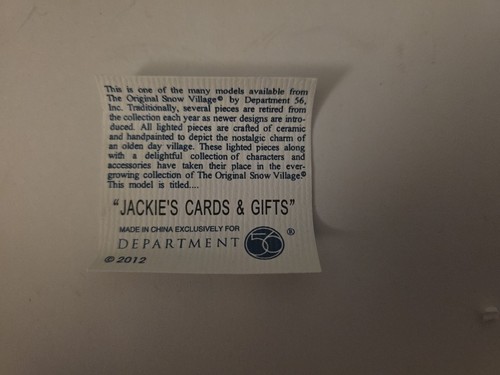 This is one of the many models available from
The Original Snow Village® by Department 56,
Inc. Traditionally, several pieces are retired from
the collection each year as newer designs are intro-
duced. All lighted pieces are crafted of ceramic
and handpainted to depict the nostalgic charm of
an olden day village. These lighted pieces along
with a delightful collection of characters and
accessories have taken their place in the ever-
growing collection of The Original Snow Village.®
This model is titled....
"JACKIE'S CARDS & GIFTS"
MADE IN CHINA EXCLUSIVELY FOR
DEPARTMENT 56®
© 2012